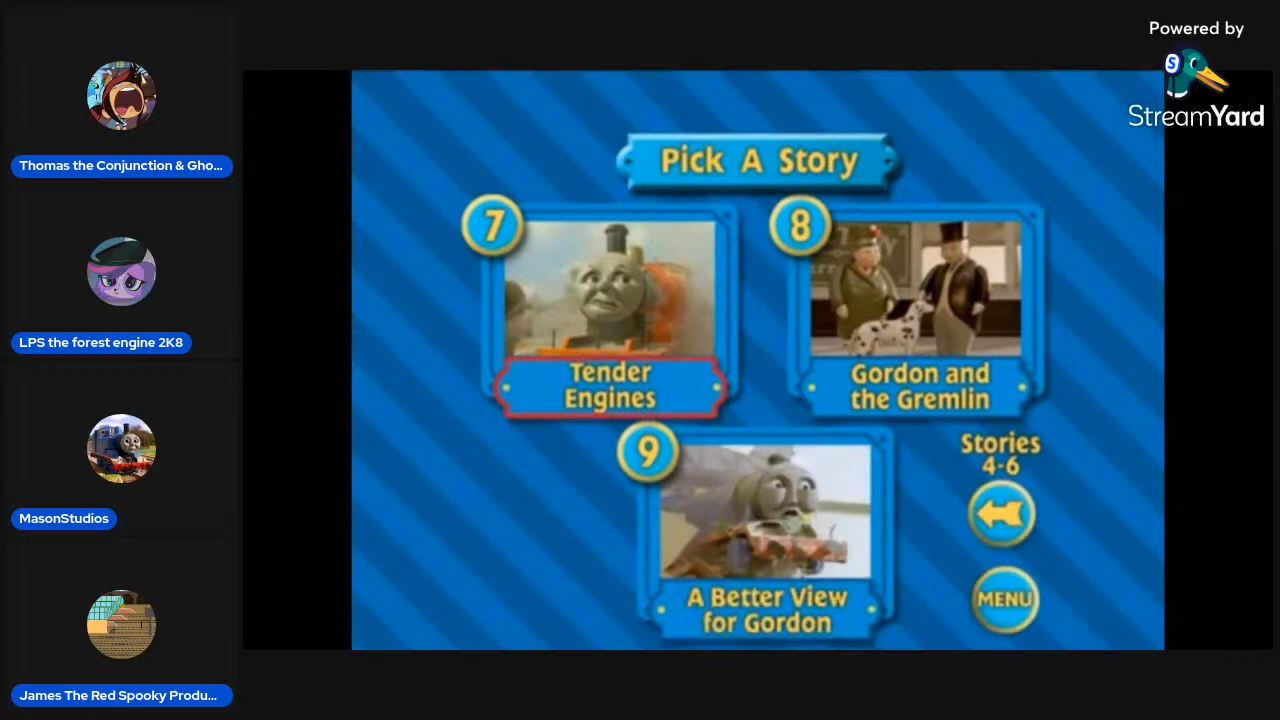 Powered by
S
StreamYard
Thomas the Conjunction & Gho...
LPS the forest engine 2K8
MasonStudios
James The Red Spooky Produ...
Pick A Story
7
Tender
Engines
8
Gordon and
the Gremlin
9
A Better View
for Gordon
Stories
4-6
MENU